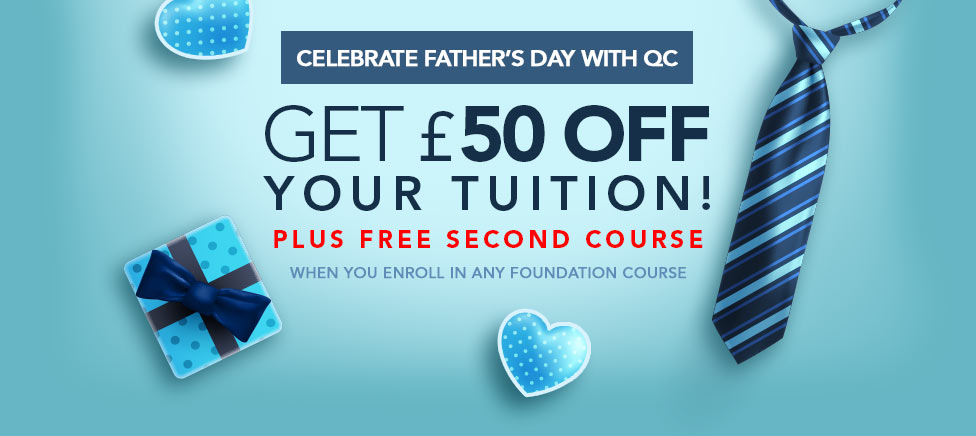 CELEBRATE FATHER'S DAY WITH QC
GET £50 OFF
YOUR TUITION!
PLUS FREE SECOND COURSE
WHEN YOU ENROLL IN ANY FOUNDATION COURSE